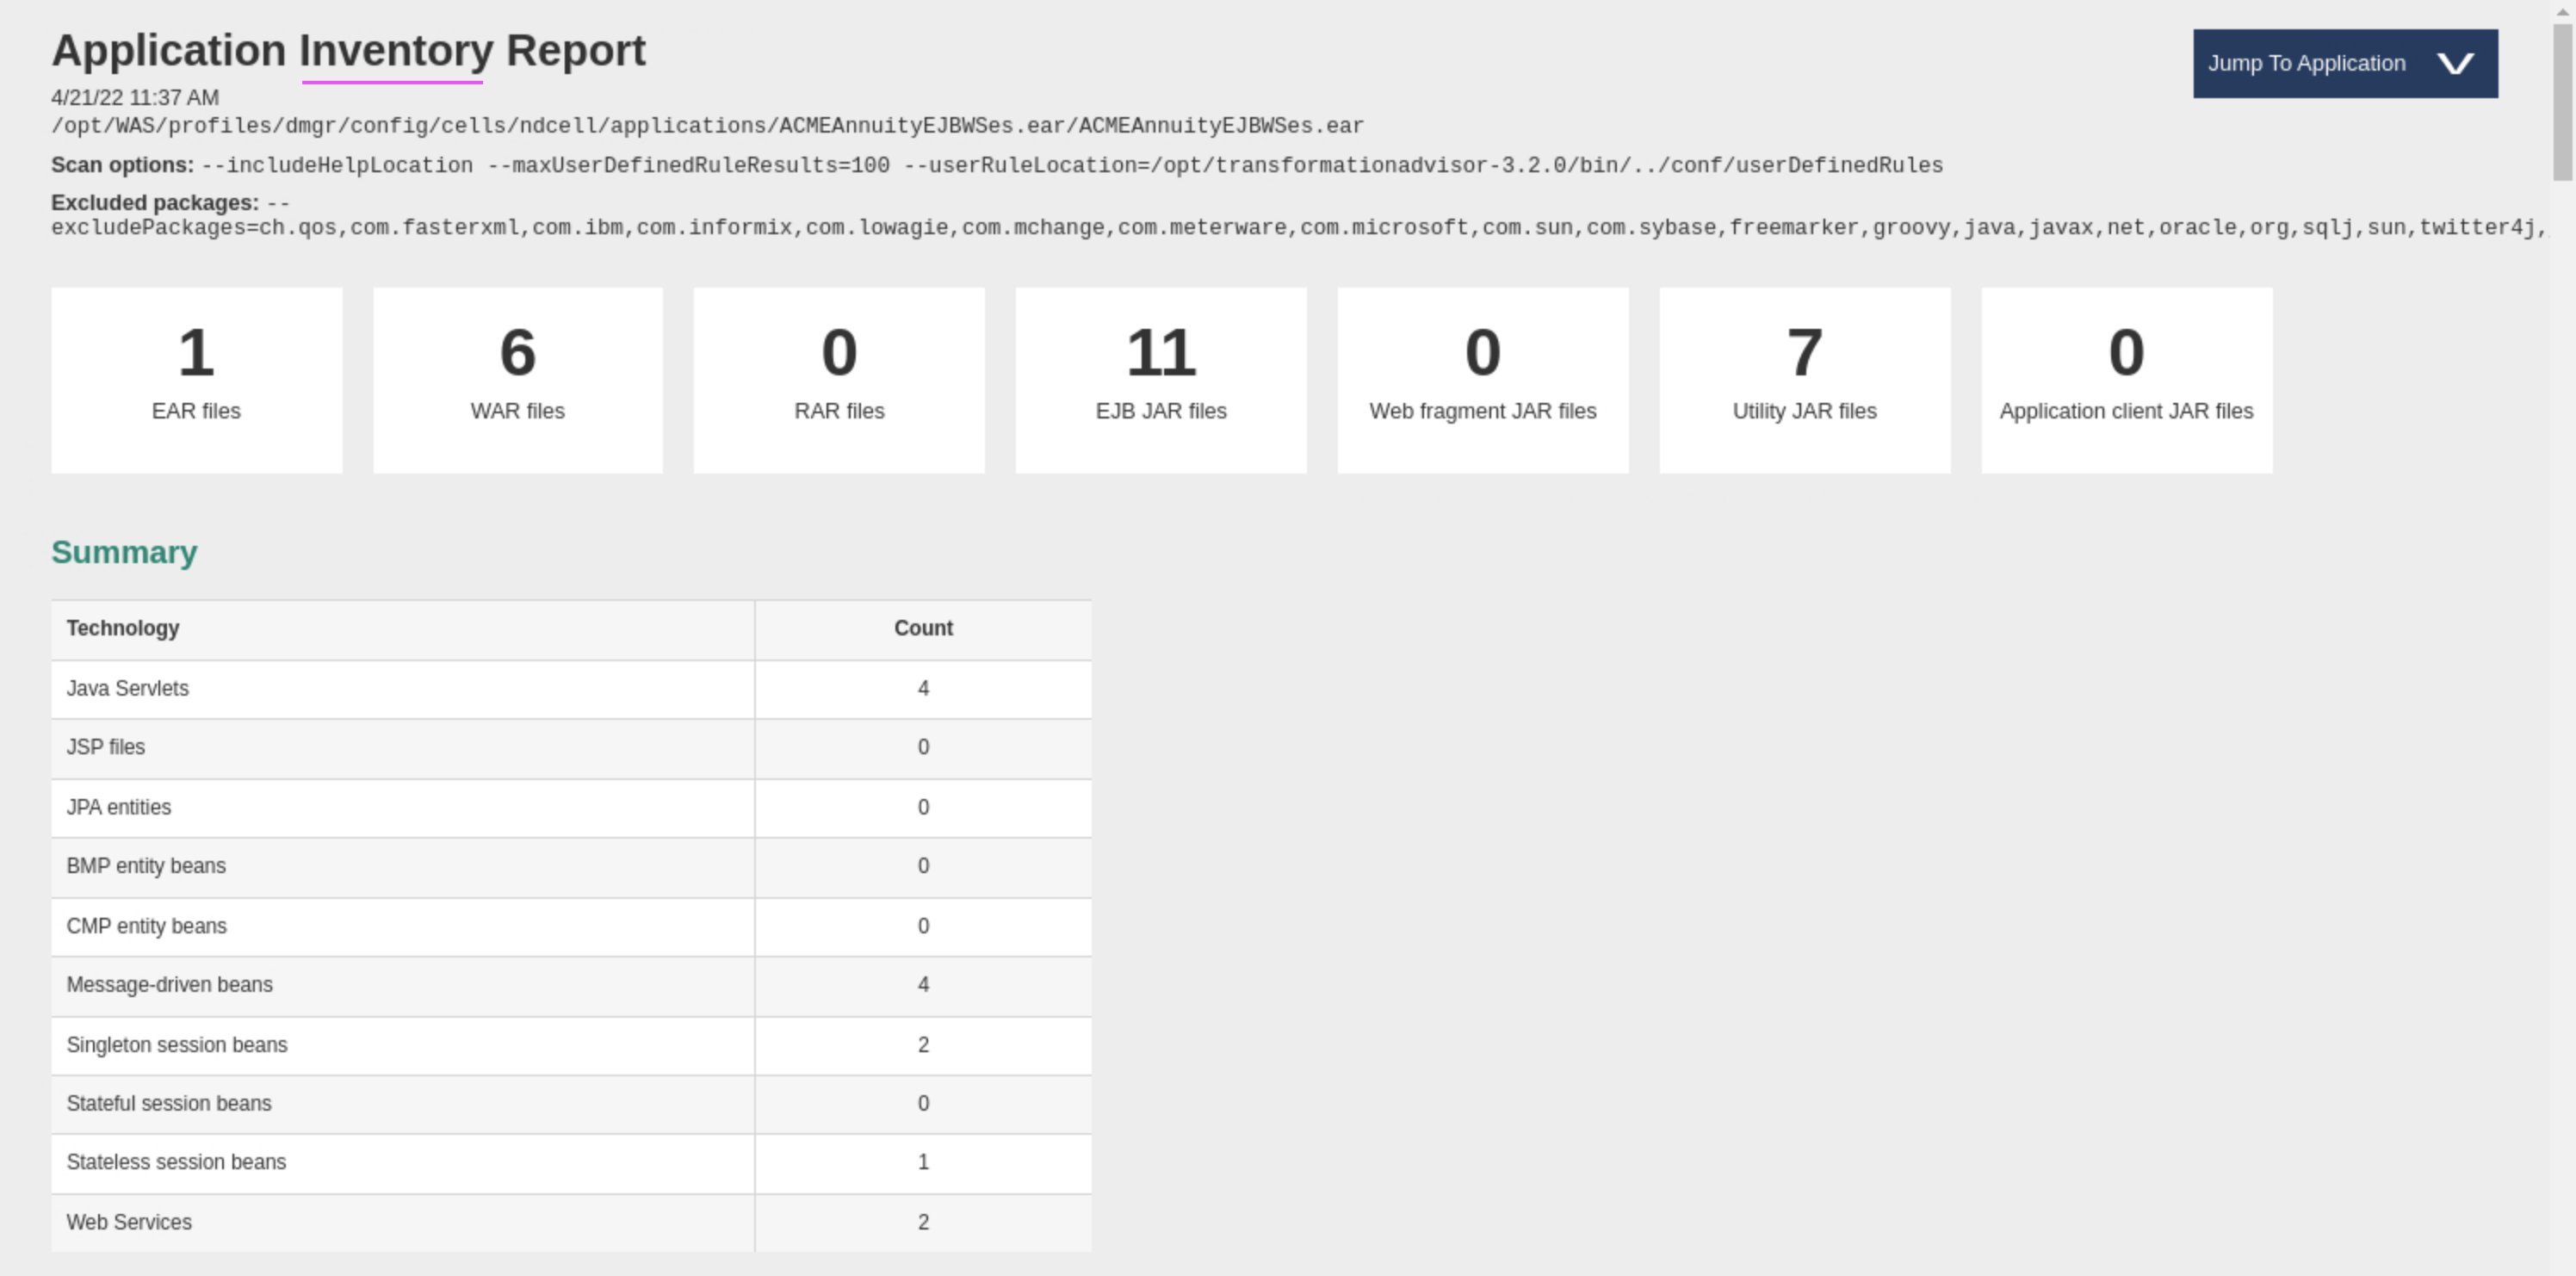 Application Inventory Report
Jump To Application
4/21/22 11:37 AM
/opt/WAS/profiles/dmgr/config/cells/ndcell/applications/ACMEAnnuityEJBWSes.ear/ACMEAnnuityEJBWSes.ear
Scan options: --includeHelpLocation --maxUserDefinedRuleResults=100 --userRuleLocation=/opt/transformationadvisor-3.2.0/bin/../conf/userDefinedRules
Excluded packages: --
excludePackages=ch.qos,com.fasterxml,com.ibm,com.informix,com.lowagie,com.mchange,com.meterware,com.microsoft,com.sun,com.sybase,freemarker,groovy,java,javax,net,oracle,org,sqlj,sun,twitter4j,
1 6 0 11 0 7 0
EAR files WAR files RAR files EJB JAR files Web fragment JAR files Utility JAR files Application client JAR files
Summary
Technology Count
Java Servlets 4
JSP files 0
JPA entities 0
BMP entity beans 0
CMP entity beans 0
Message-driven beans 4
Singleton session beans 2
Stateful session beans 0
Stateless session beans 1
Web Services 2